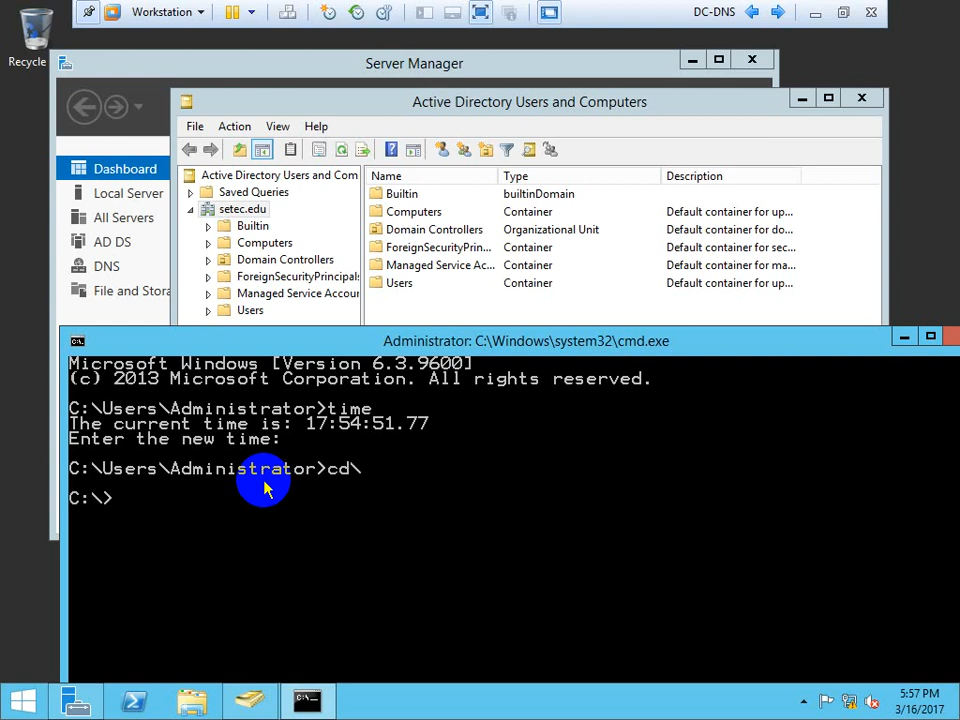 Workstation
DC-DNS
Recycle
Server Manager
Active Directory Users and Computers
File Action View Help
Dashboard
Local Server
All Servers
AD DS
DNS
File and Stora
Active Directory Users and Com
Saved Queries
setec.edu
Builtin
Computers
Domain Controllers
ForeignSecurityPrincipals
Managed Service Accour
Users
Name Type Description
Builtin builtinDomain
Computers Container Default container for up...
Domain Controllers Organizational Unit Default container for do...
ForeignSecurityPrin... Container Default container for sec...
Managed Service Ac... Container Default container for ma...
Users Container Default container for up...
Administrator: C:\Windows\system32\cmd.exe
Microsoft Windows [Version 6.3.9600]
(c) 2013 Microsoft Corporation. All rights reserved.
C:\Users\Administrator>time
The current time is: 17:54:51.77
Enter the new time:
C:\Users\Administrator>cd\
C:\>
5:57 PM
3/16/2017